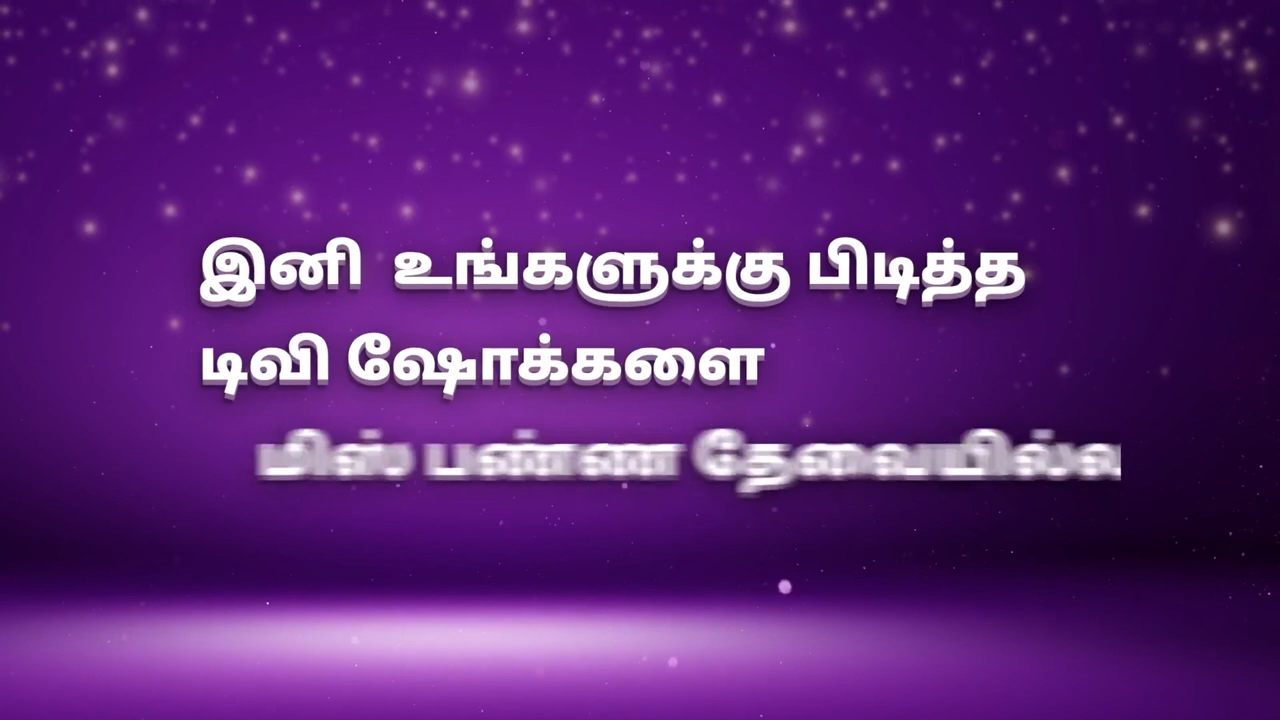 இனி உங்களுக்கு பிடித்த
டிவி ஷோக்களை
மிஸ் பண்ண தேவையில்ல